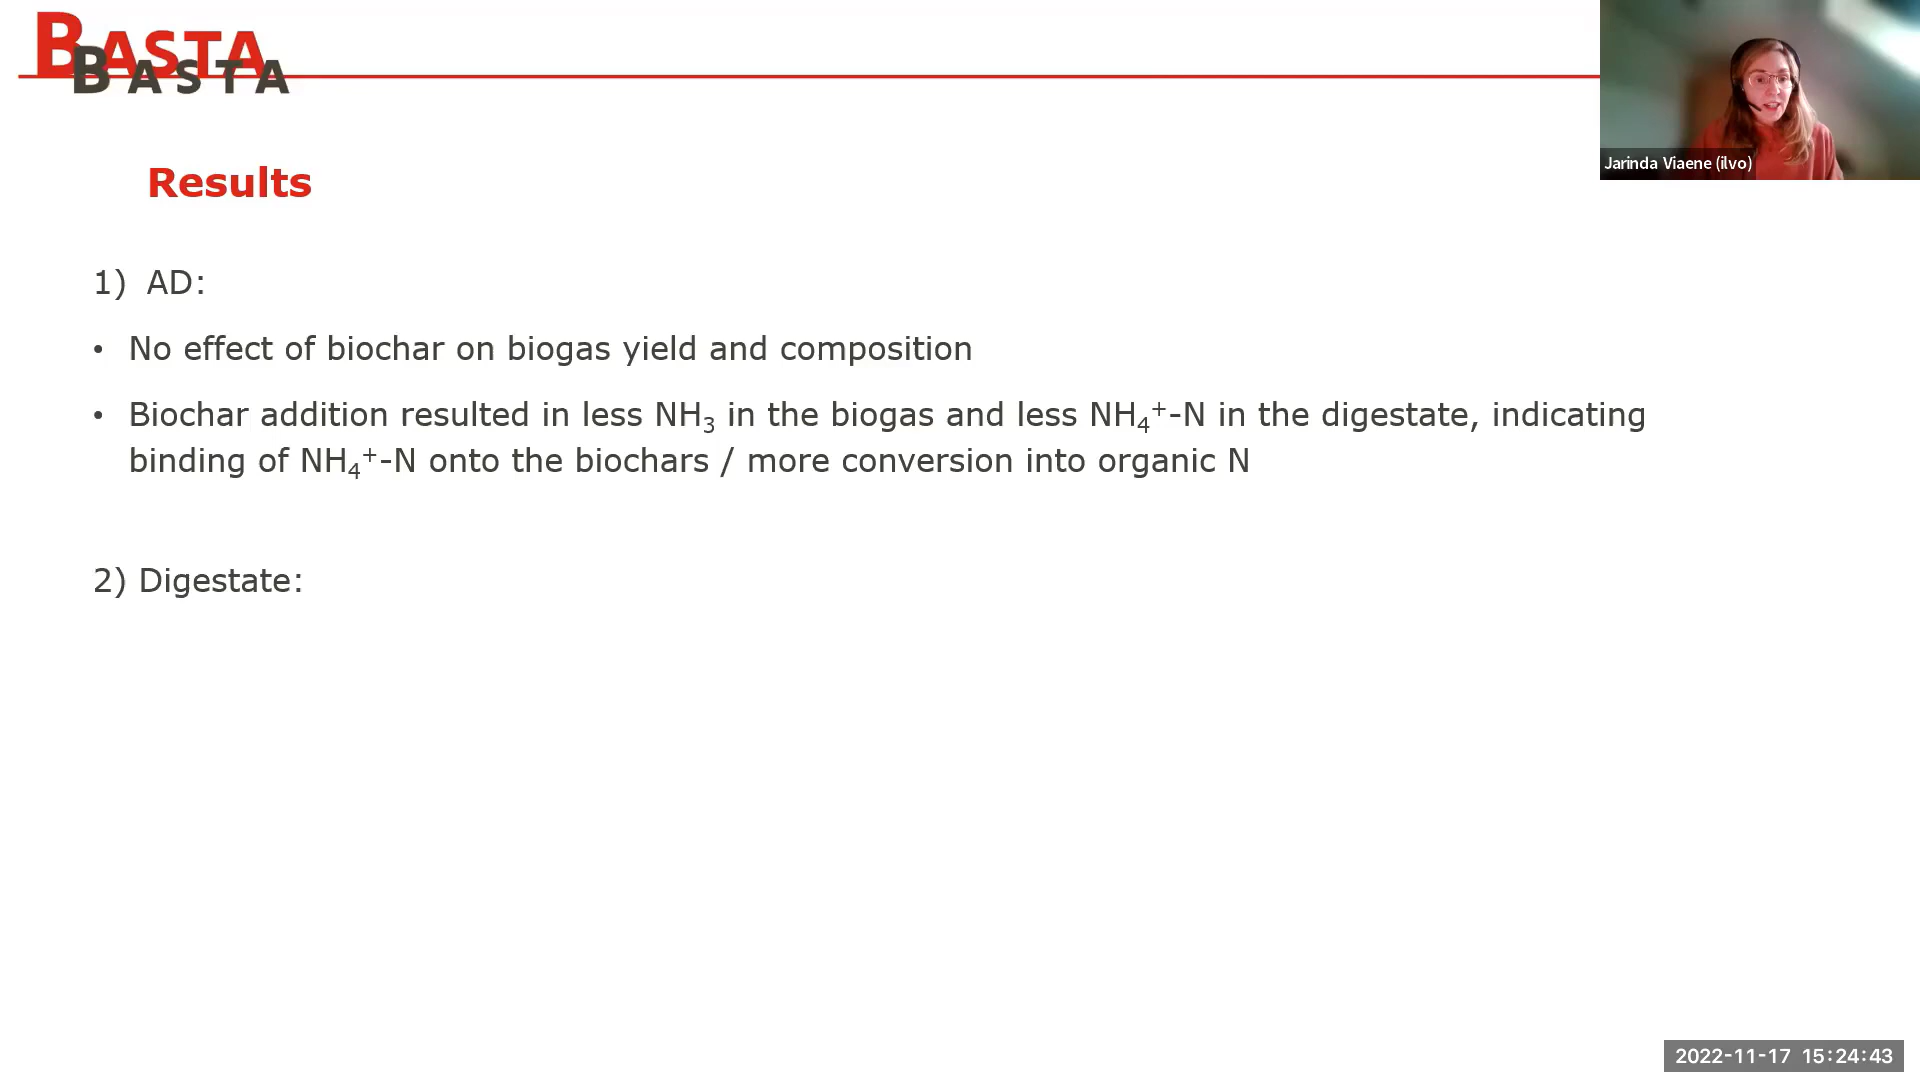 BASTA
BASTA
Jarinda Viaene (ilvo)
Results
1) AD:
• No effect of biochar on biogas yield and composition
• Biochar addition resulted in less NH₃ in the biogas and less NH₄⁺-N in the digestate, indicating
binding of NH₄⁺-N onto the biochars / more conversion into organic N
2) Digestate:
2022-11-17 15:24:43